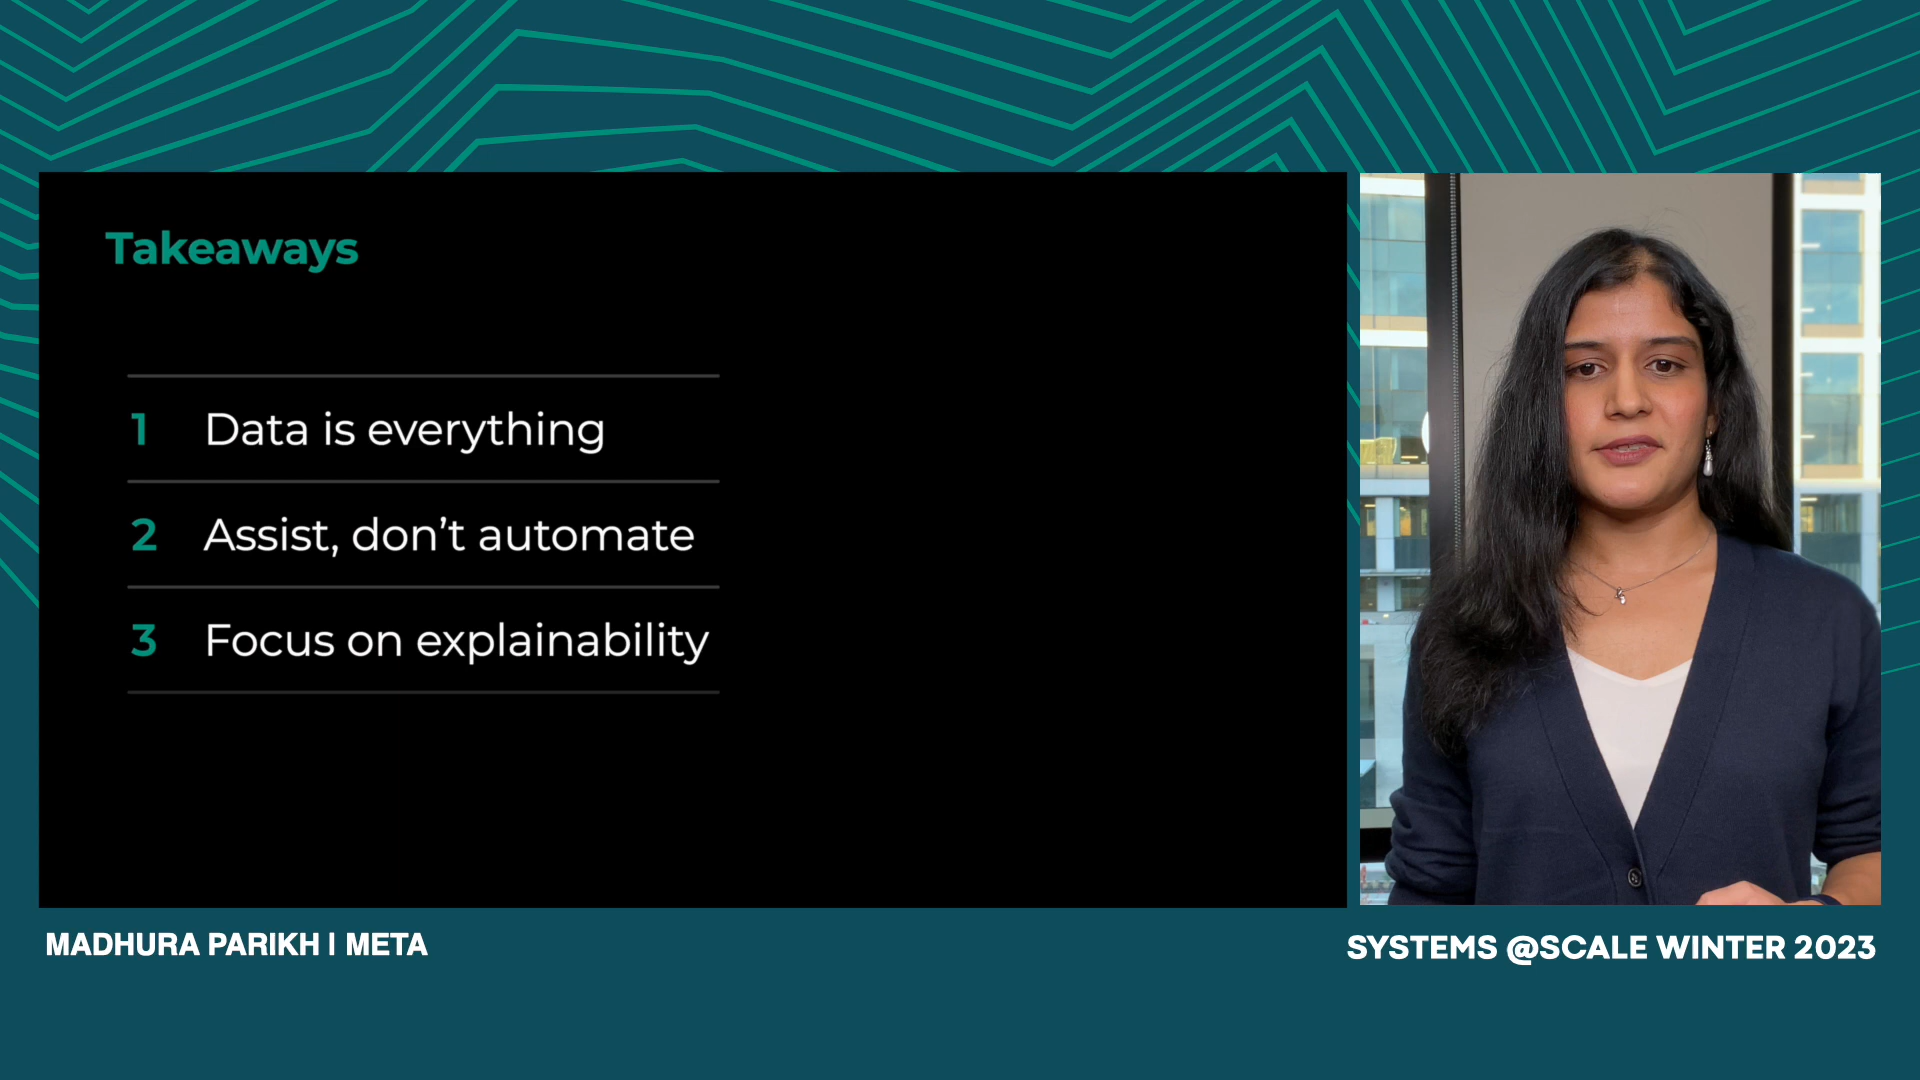 Takeaways
1 Data is everything
2 Assist, don’t automate
3 Focus on explainability
MADHURA PARIKH | META
SYSTEMS @SCALE WINTER 2023